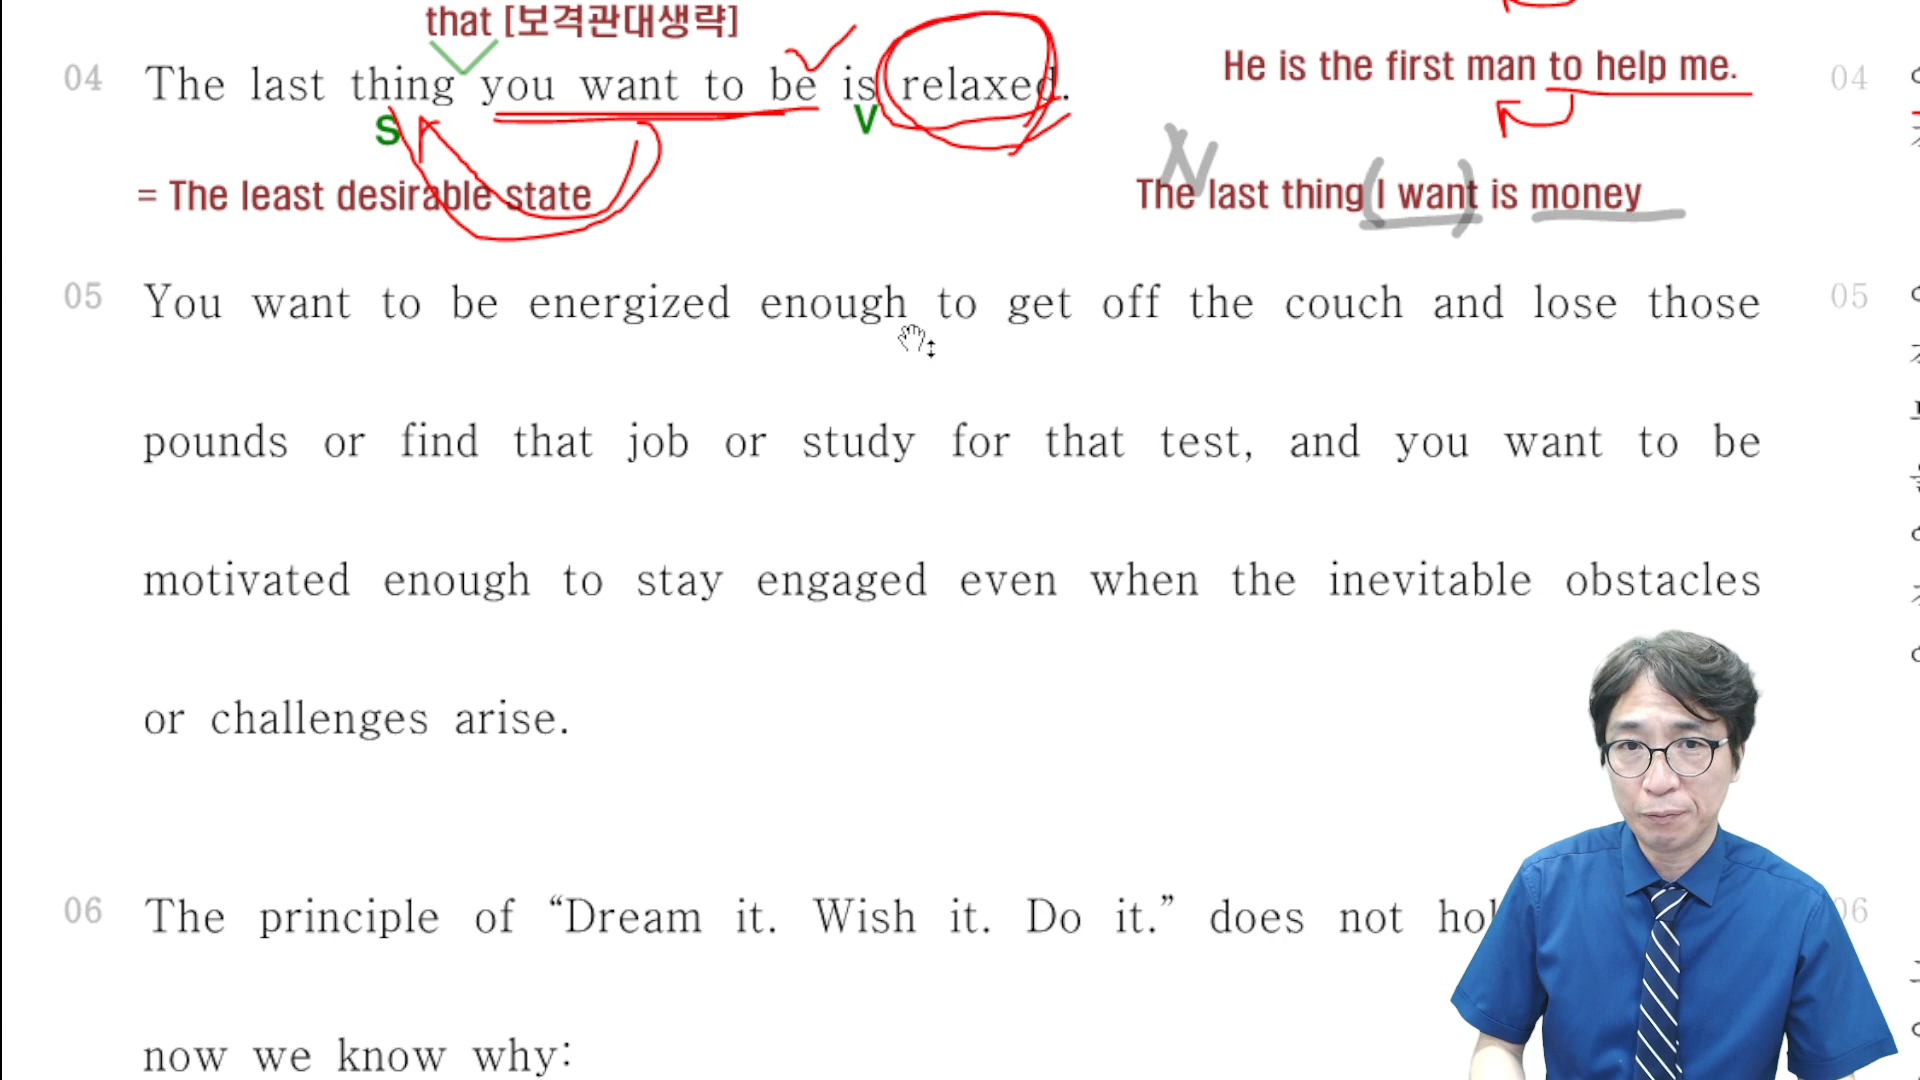 that [보격관대생략]
04 The last thing you want to be is relaxed. 04
S V
= The least desirable state
He is the first man to help me.
N
The last thing (I want) is money
05 You want to be energized enough to get off the couch and lose those 05
pounds or find that job or study for that test, and you want to be
motivated enough to stay engaged even when the inevitable obstacles
or challenges arise.
06 The principle of “Dream it. Wish it. Do it.” does not 06
now we know why: